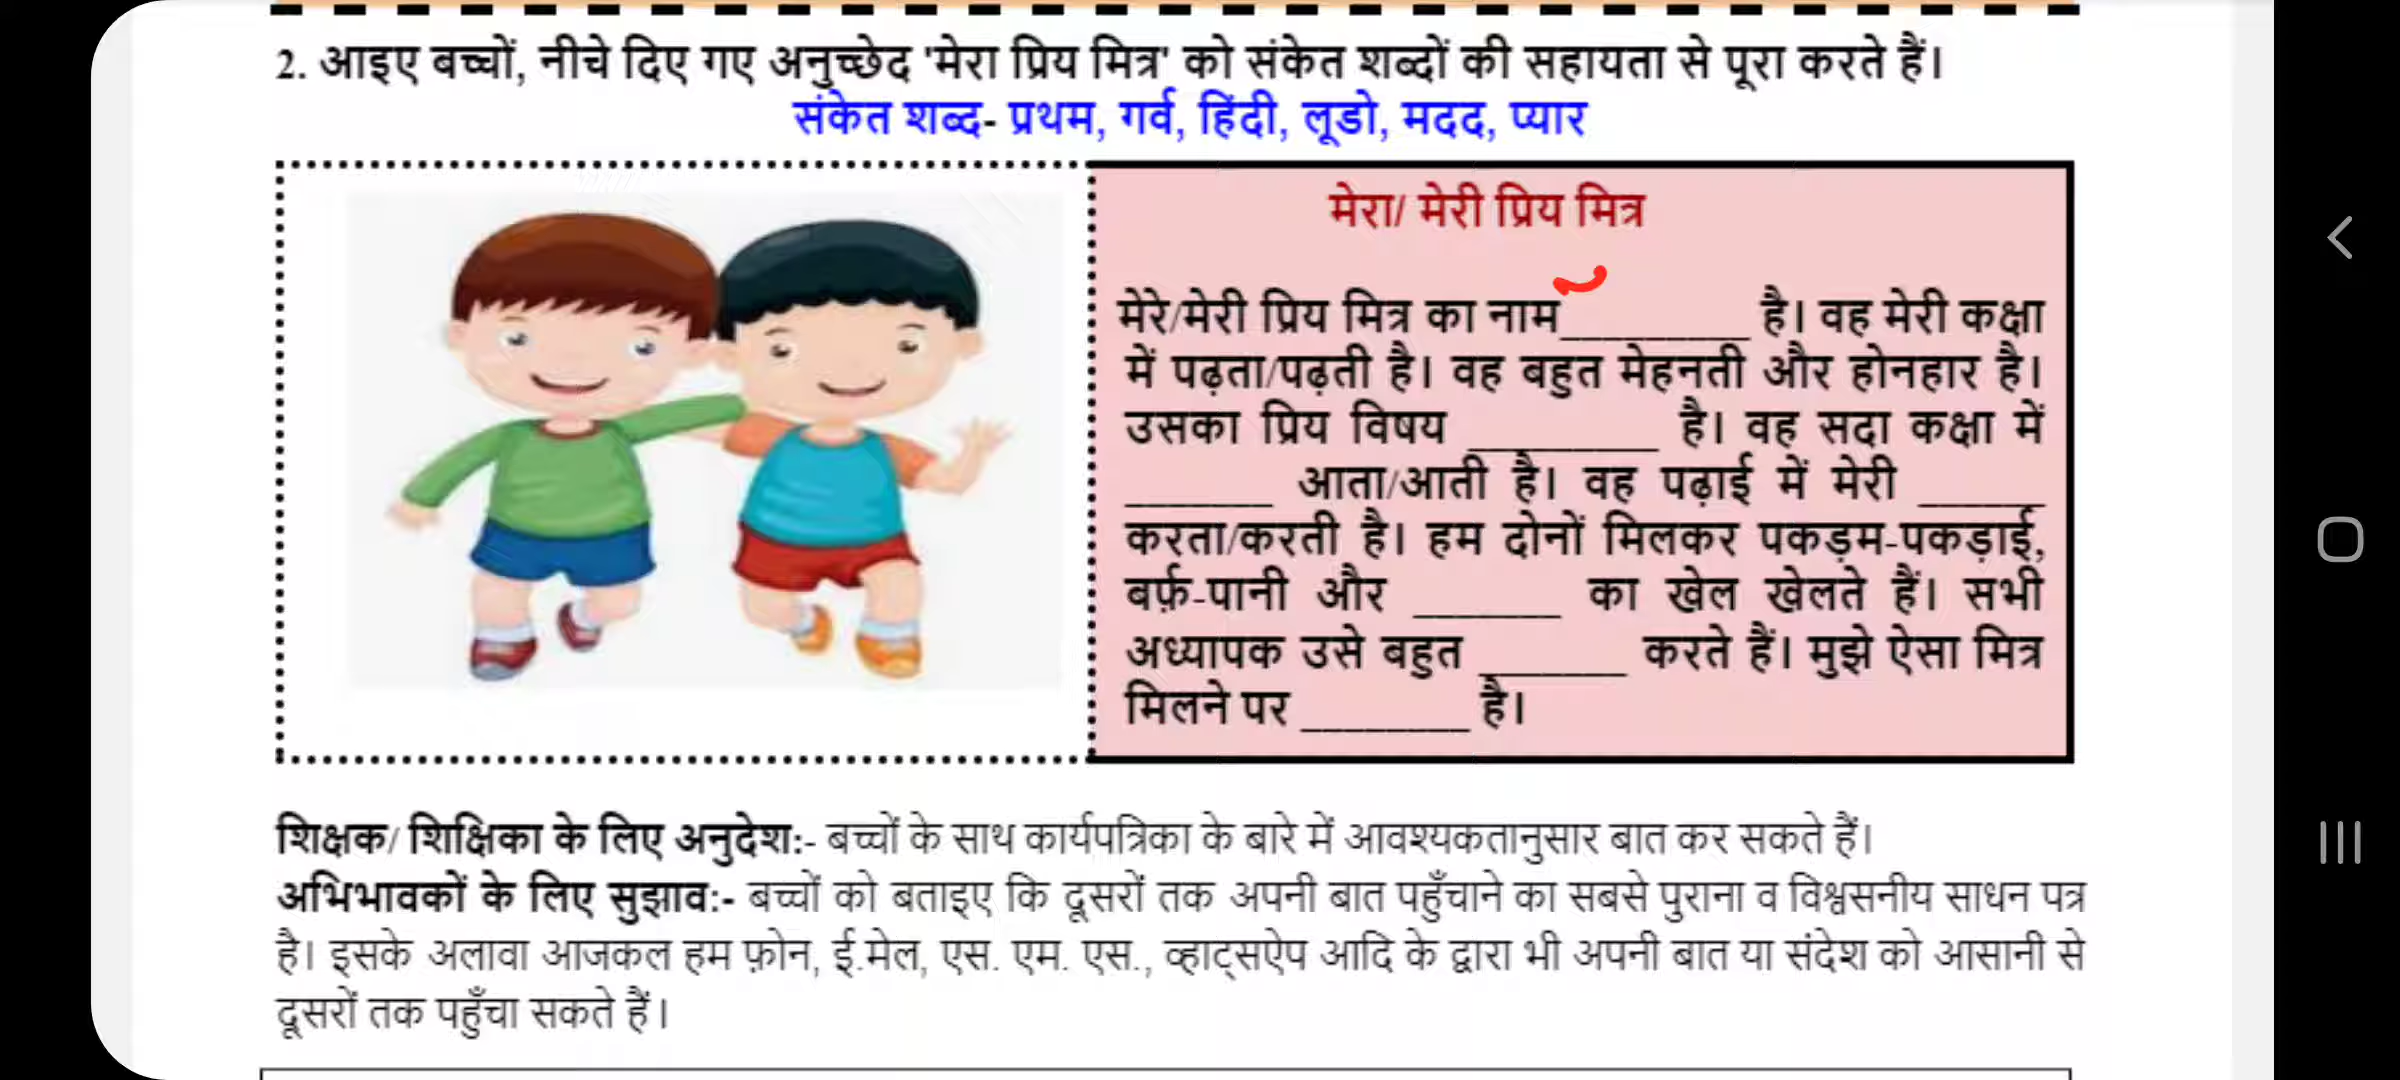 2. आइए बच्चों, नीचे दिए गए अनुच्छेद 'मेरा प्रिय मित्र' को संकेत शब्दों की सहायता से पूरा करते हैं।
संकेत शब्द- प्रथम, गर्व, हिंदी, लूडो, मदद, प्यार
मेरा/ मेरी प्रिय मित्र
मेरे/मेरी प्रिय मित्र का नाम________ है। वह मेरी कक्षा
में पढ़ता/पढ़ती है। वह बहुत मेहनती और होनहार है।
उसका प्रिय विषय ________ है। वह सदा कक्षा में
______ आता/आती है। वह पढ़ाई में मेरी ______
करता/करती है। हम दोनों मिलकर पकड़म-पकड़ाई,
बर्फ़-पानी और ______ का खेल खेलते हैं। सभी
अध्यापक उसे बहुत ______ करते हैं। मुझे ऐसा मित्र
मिलने पर _______ है।
शिक्षक/ शिक्षिका के लिए अनुदेश:- बच्चों के साथ कार्यपत्रिका के बारे में आवश्यकतानुसार बात कर सकते हैं।
अभिभावकों के लिए सुझाव:- बच्चों को बताइए कि दूसरों तक अपनी बात पहुँचाने का सबसे पुराना व विश्वसनीय साधन पत्र
है। इसके अलावा आजकल हम फ़ोन, ई.मेल, एस. एम. एस., व्हाट्सऐप आदि के द्वारा भी अपनी बात या संदेश को आसानी से
दूसरों तक पहुँचा सकते हैं।